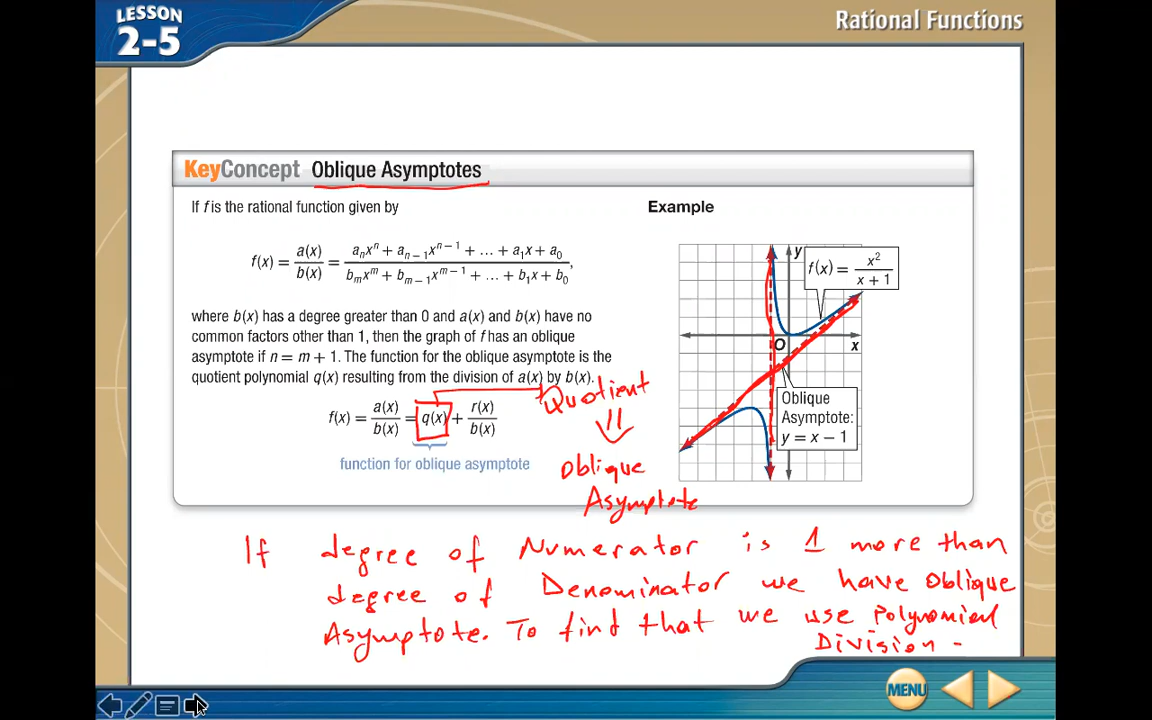 LESSON
2-5
Rational Functions
KeyConcept Oblique Asymptotes
If f is the rational function given by
f(x) = a(x)/b(x) = (aₙxⁿ + aₙ₋₁xⁿ⁻¹ + … + a₁x + a₀)/(bₘxᵐ + bₘ₋₁xᵐ⁻¹ + … + b₁x + b₀),
where b(x) has a degree greater than 0 and a(x) and b(x) have no
common factors other than 1, then the graph of f has an oblique
asymptote if n = m + 1. The function for the oblique asymptote is the
quotient polynomial q(x) resulting from the division of a(x) by b(x).
f(x) = a(x)/b(x) = q(x) + r(x)/b(x)
function for oblique asymptote
Quotient
Oblique
Asymptote
Example
y
f(x) = x²/(x + 1)
O
x
Oblique
Asymptote:
y = x − 1
If degree of Numerator is 1 more than
degree of Denominator we have Oblique
Asymptote. To find that we use Polynomial
Division
MENU